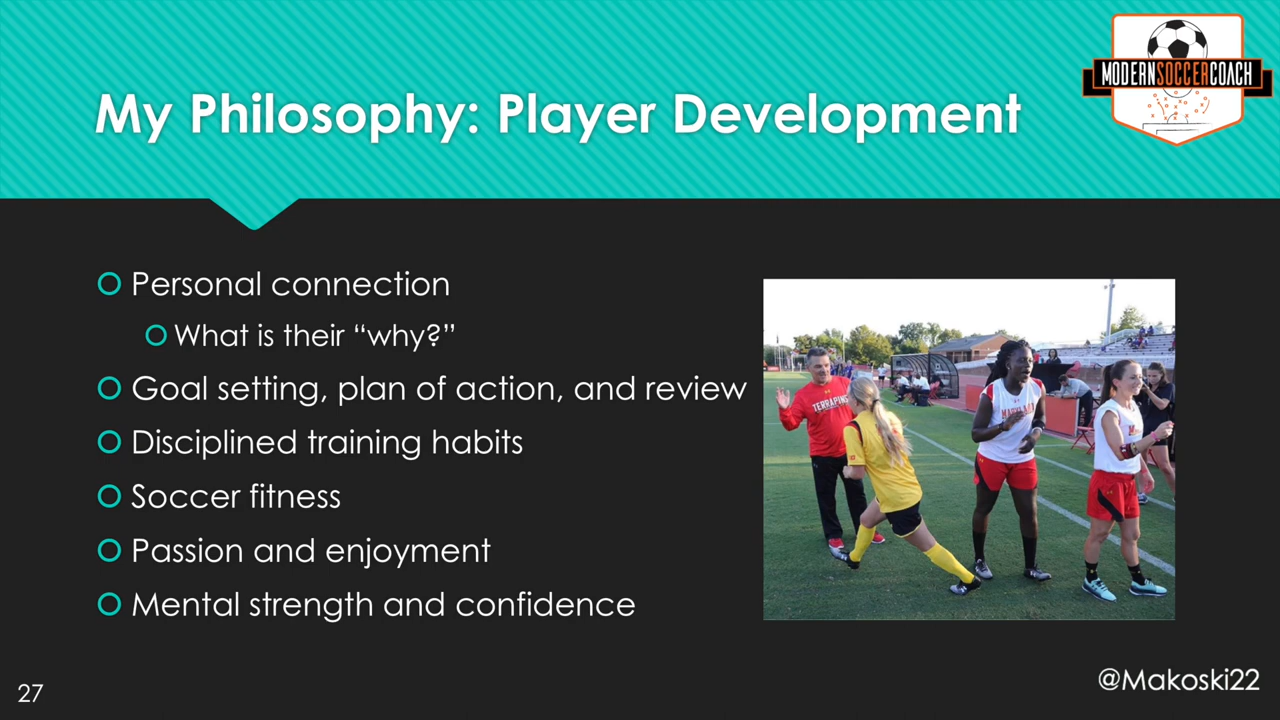 My Philosophy: Player Development
MODERNSOCCERCOACH
Personal connection
What is their “why?”
Goal setting, plan of action, and review
Disciplined training habits
Soccer fitness
Passion and enjoyment
Mental strength and confidence
TERRAPINS
MARYLAND
27
@Makoski22